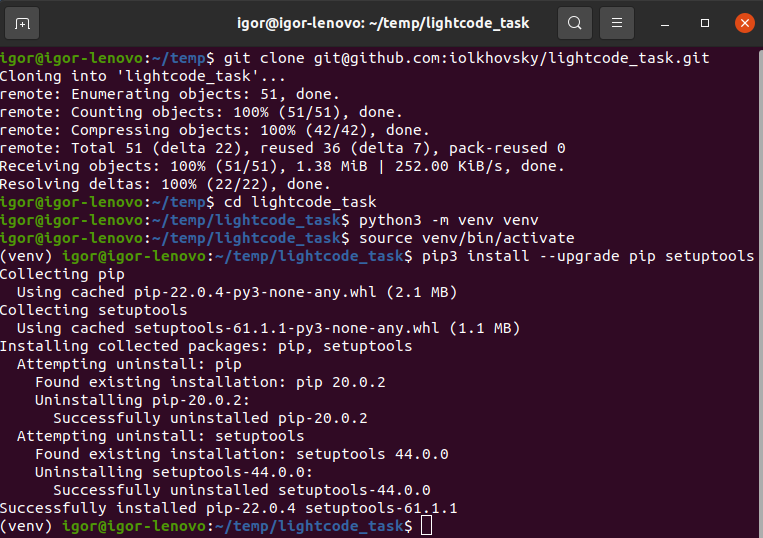 igor@igor-lenovo: ~/temp/lightcode_task
igor@igor-lenovo:~/temp$ git clone git@github.com:iolkhovsky/lightcode_task.git
Cloning into 'lightcode_task'...
remote: Enumerating objects: 51, done.
remote: Counting objects: 100% (51/51), done.
remote: Compressing objects: 100% (42/42), done.
remote: Total 51 (delta 22), reused 36 (delta 7), pack-reused 0
Receiving objects: 100% (51/51), 1.38 MiB | 252.00 KiB/s, done.
Resolving deltas: 100% (22/22), done.
igor@igor-lenovo:~/temp$ cd lightcode_task
igor@igor-lenovo:~/temp/lightcode_task$ python3 -m venv venv
igor@igor-lenovo:~/temp/lightcode_task$ source venv/bin/activate
(venv) igor@igor-lenovo:~/temp/lightcode_task$ pip3 install --upgrade pip setuptools
Collecting pip
  Using cached pip-22.0.4-py3-none-any.whl (2.1 MB)
Collecting setuptools
  Using cached setuptools-61.1.1-py3-none-any.whl (1.1 MB)
Installing collected packages: pip, setuptools
  Attempting uninstall: pip
    Found existing installation: pip 20.0.2
    Uninstalling pip-20.0.2:
      Successfully uninstalled pip-20.0.2
  Attempting uninstall: setuptools
    Found existing installation: setuptools 44.0.0
    Uninstalling setuptools-44.0.0:
      Successfully uninstalled setuptools-44.0.0
Successfully installed pip-22.0.4 setuptools-61.1.1
(venv) igor@igor-lenovo:~/temp/lightcode_task$